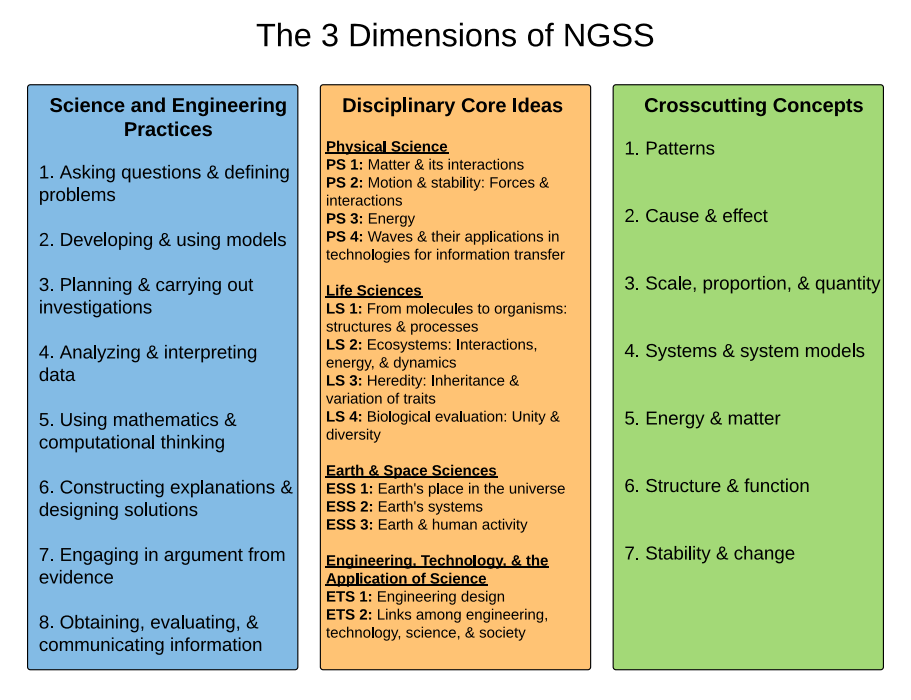 The 3 Dimensions of NGSS
Science and Engineering
Practices
1. Asking questions & defining
problems
2. Developing & using models
3. Planning & carrying out
investigations
4. Analyzing & interpreting
data
5. Using mathematics &
computational thinking
6. Constructing explanations &
designing solutions
7. Engaging in argument from
evidence
8. Obtaining, evaluating, &
communicating information
Disciplinary Core Ideas
Physical Science
PS 1: Matter & its interactions
PS 2: Motion & stability: Forces &
interactions
PS 3: Energy
PS 4: Waves & their applications in
technologies for information transfer
Life Sciences
LS 1: From molecules to organisms:
structures & processes
LS 2: Ecosystems: Interactions,
energy, & dynamics
LS 3: Heredity: Inheritance &
variation of traits
LS 4: Biological evaluation: Unity &
diversity
Earth & Space Sciences
ESS 1: Earth's place in the universe
ESS 2: Earth's systems
ESS 3: Earth & human activity
Engineering, Technology, & the
Application of Science
ETS 1: Engineering design
ETS 2: Links among engineering,
technology, science, & society
Crosscutting Concepts
1. Patterns
2. Cause & effect
3. Scale, proportion, & quantity
4. Systems & system models
5. Energy & matter
6. Structure & function
7. Stability & change